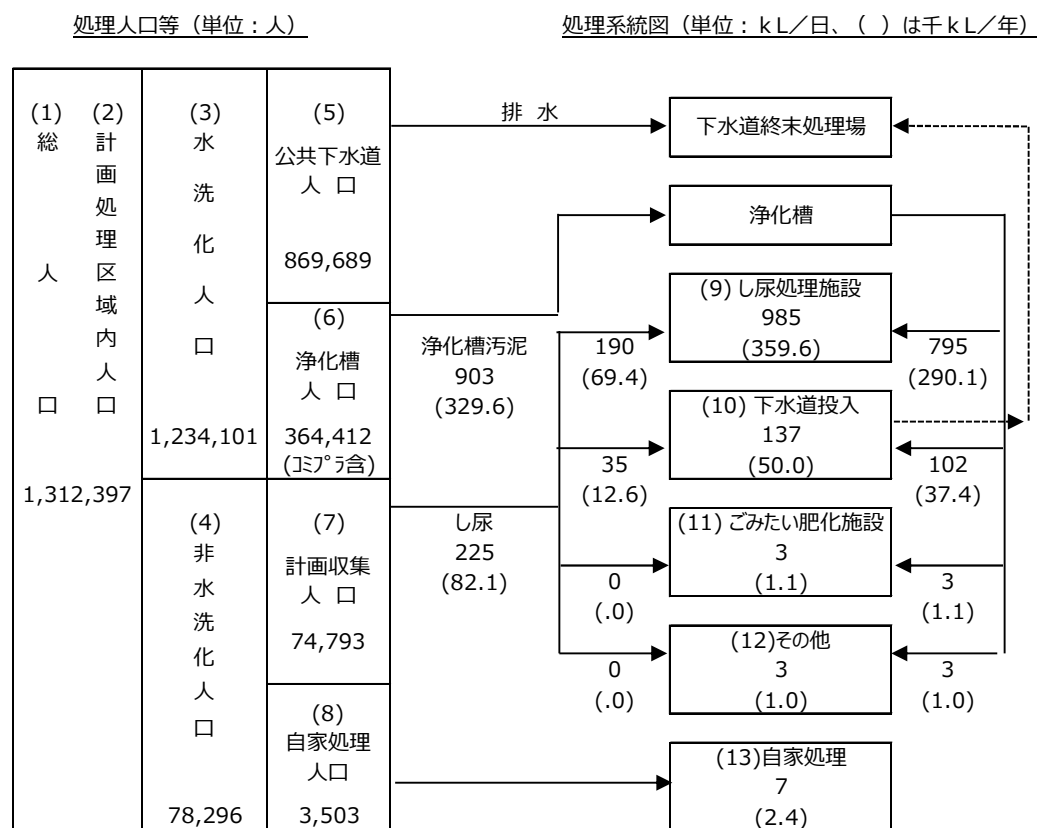 処理人口等（単位：人）
処理系統図（単位：ｋＬ／日、（　）は千ｋＬ／年）
(1)
総人口
(2)
計画処理区域内人口
1,312,397
(3)
水洗化人口
1,234,101
(4)
非水洗化人口
78,296
(5)
公共下水道
人 口
869,689
(6)
浄化槽
人 口
364,412
(ｺﾐﾌﾟﾗ含)
(7)
計画収集
人 口
74,793
(8)
自家処理
人口
3,503
排 水
下水道終末処理場
浄化槽
浄化槽汚泥
903
(329.6)
し尿
225
(82.1)
190
(69.4)
(9) し尿処理施設
985
(359.6)
795
(290.1)
35
(12.6)
(10) 下水道投入
137
(50.0)
102
(37.4)
0
(.0)
(11) ごみたい肥化施設
3
(1.1)
3
(1.1)
0
(.0)
(12)その他
3
(1.0)
3
(1.0)
(13)自家処理
7
(2.4)